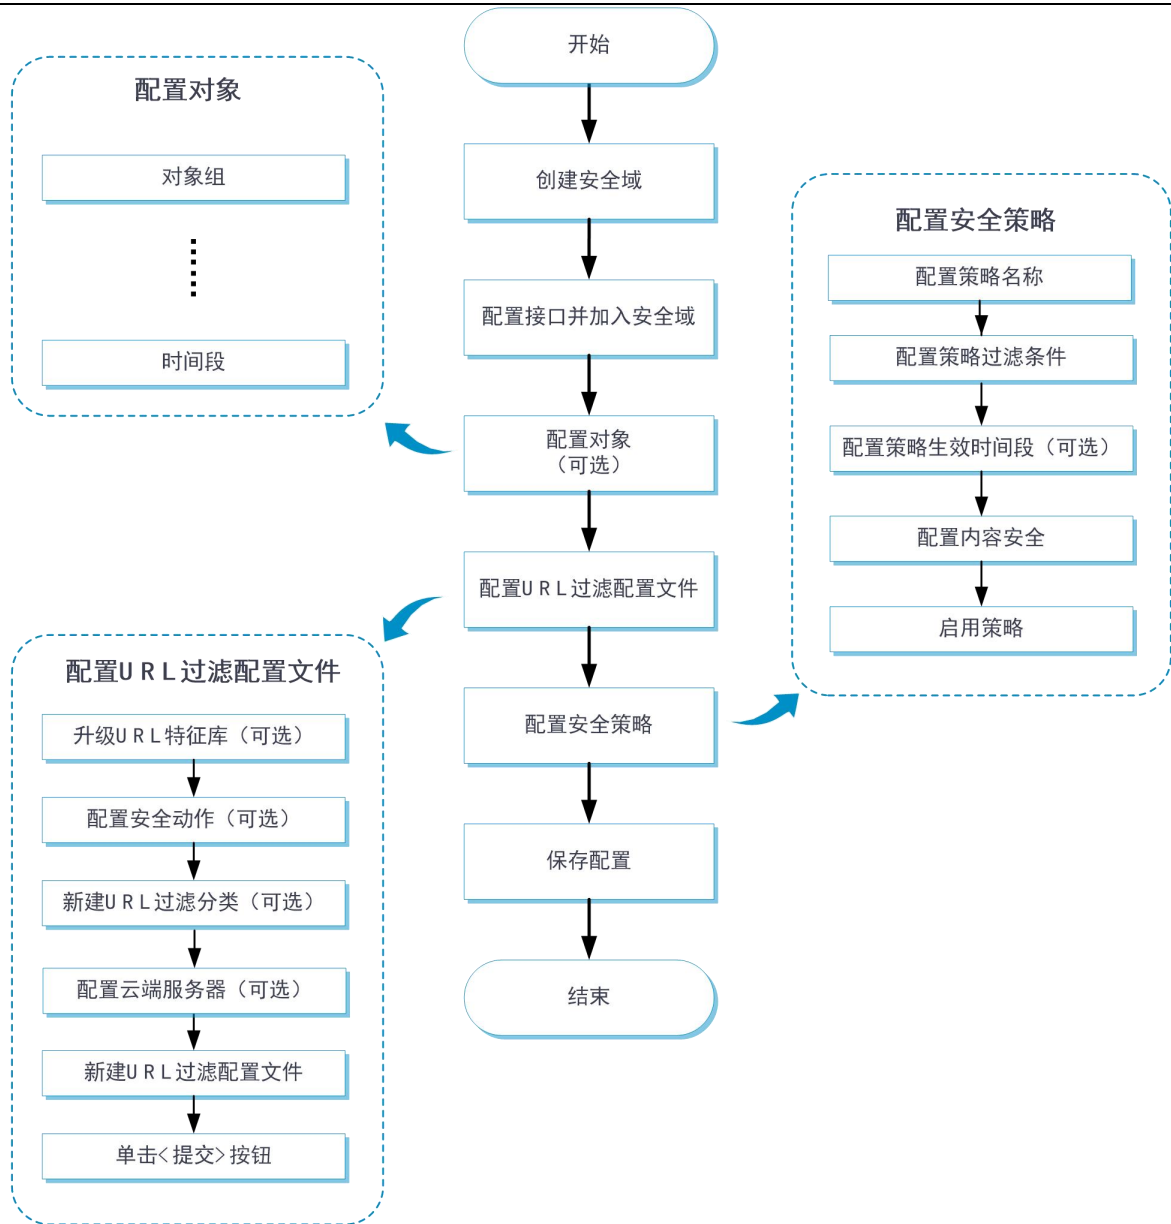 开始
创建安全域
配置接口并加入安全域
配置对象
（可选）
配置URL过滤配置文件
配置安全策略
保存配置
结束
配置对象
对象组
时间段
配置URL过滤配置文件
升级URL特征库（可选）
配置安全动作（可选）
新建URL过滤分类（可选）
配置云端服务器（可选）
新建URL过滤配置文件
单击<提交>按钮
配置安全策略
配置策略名称
配置策略过滤条件
配置策略生效时间段（可选）
配置内容安全
启用策略